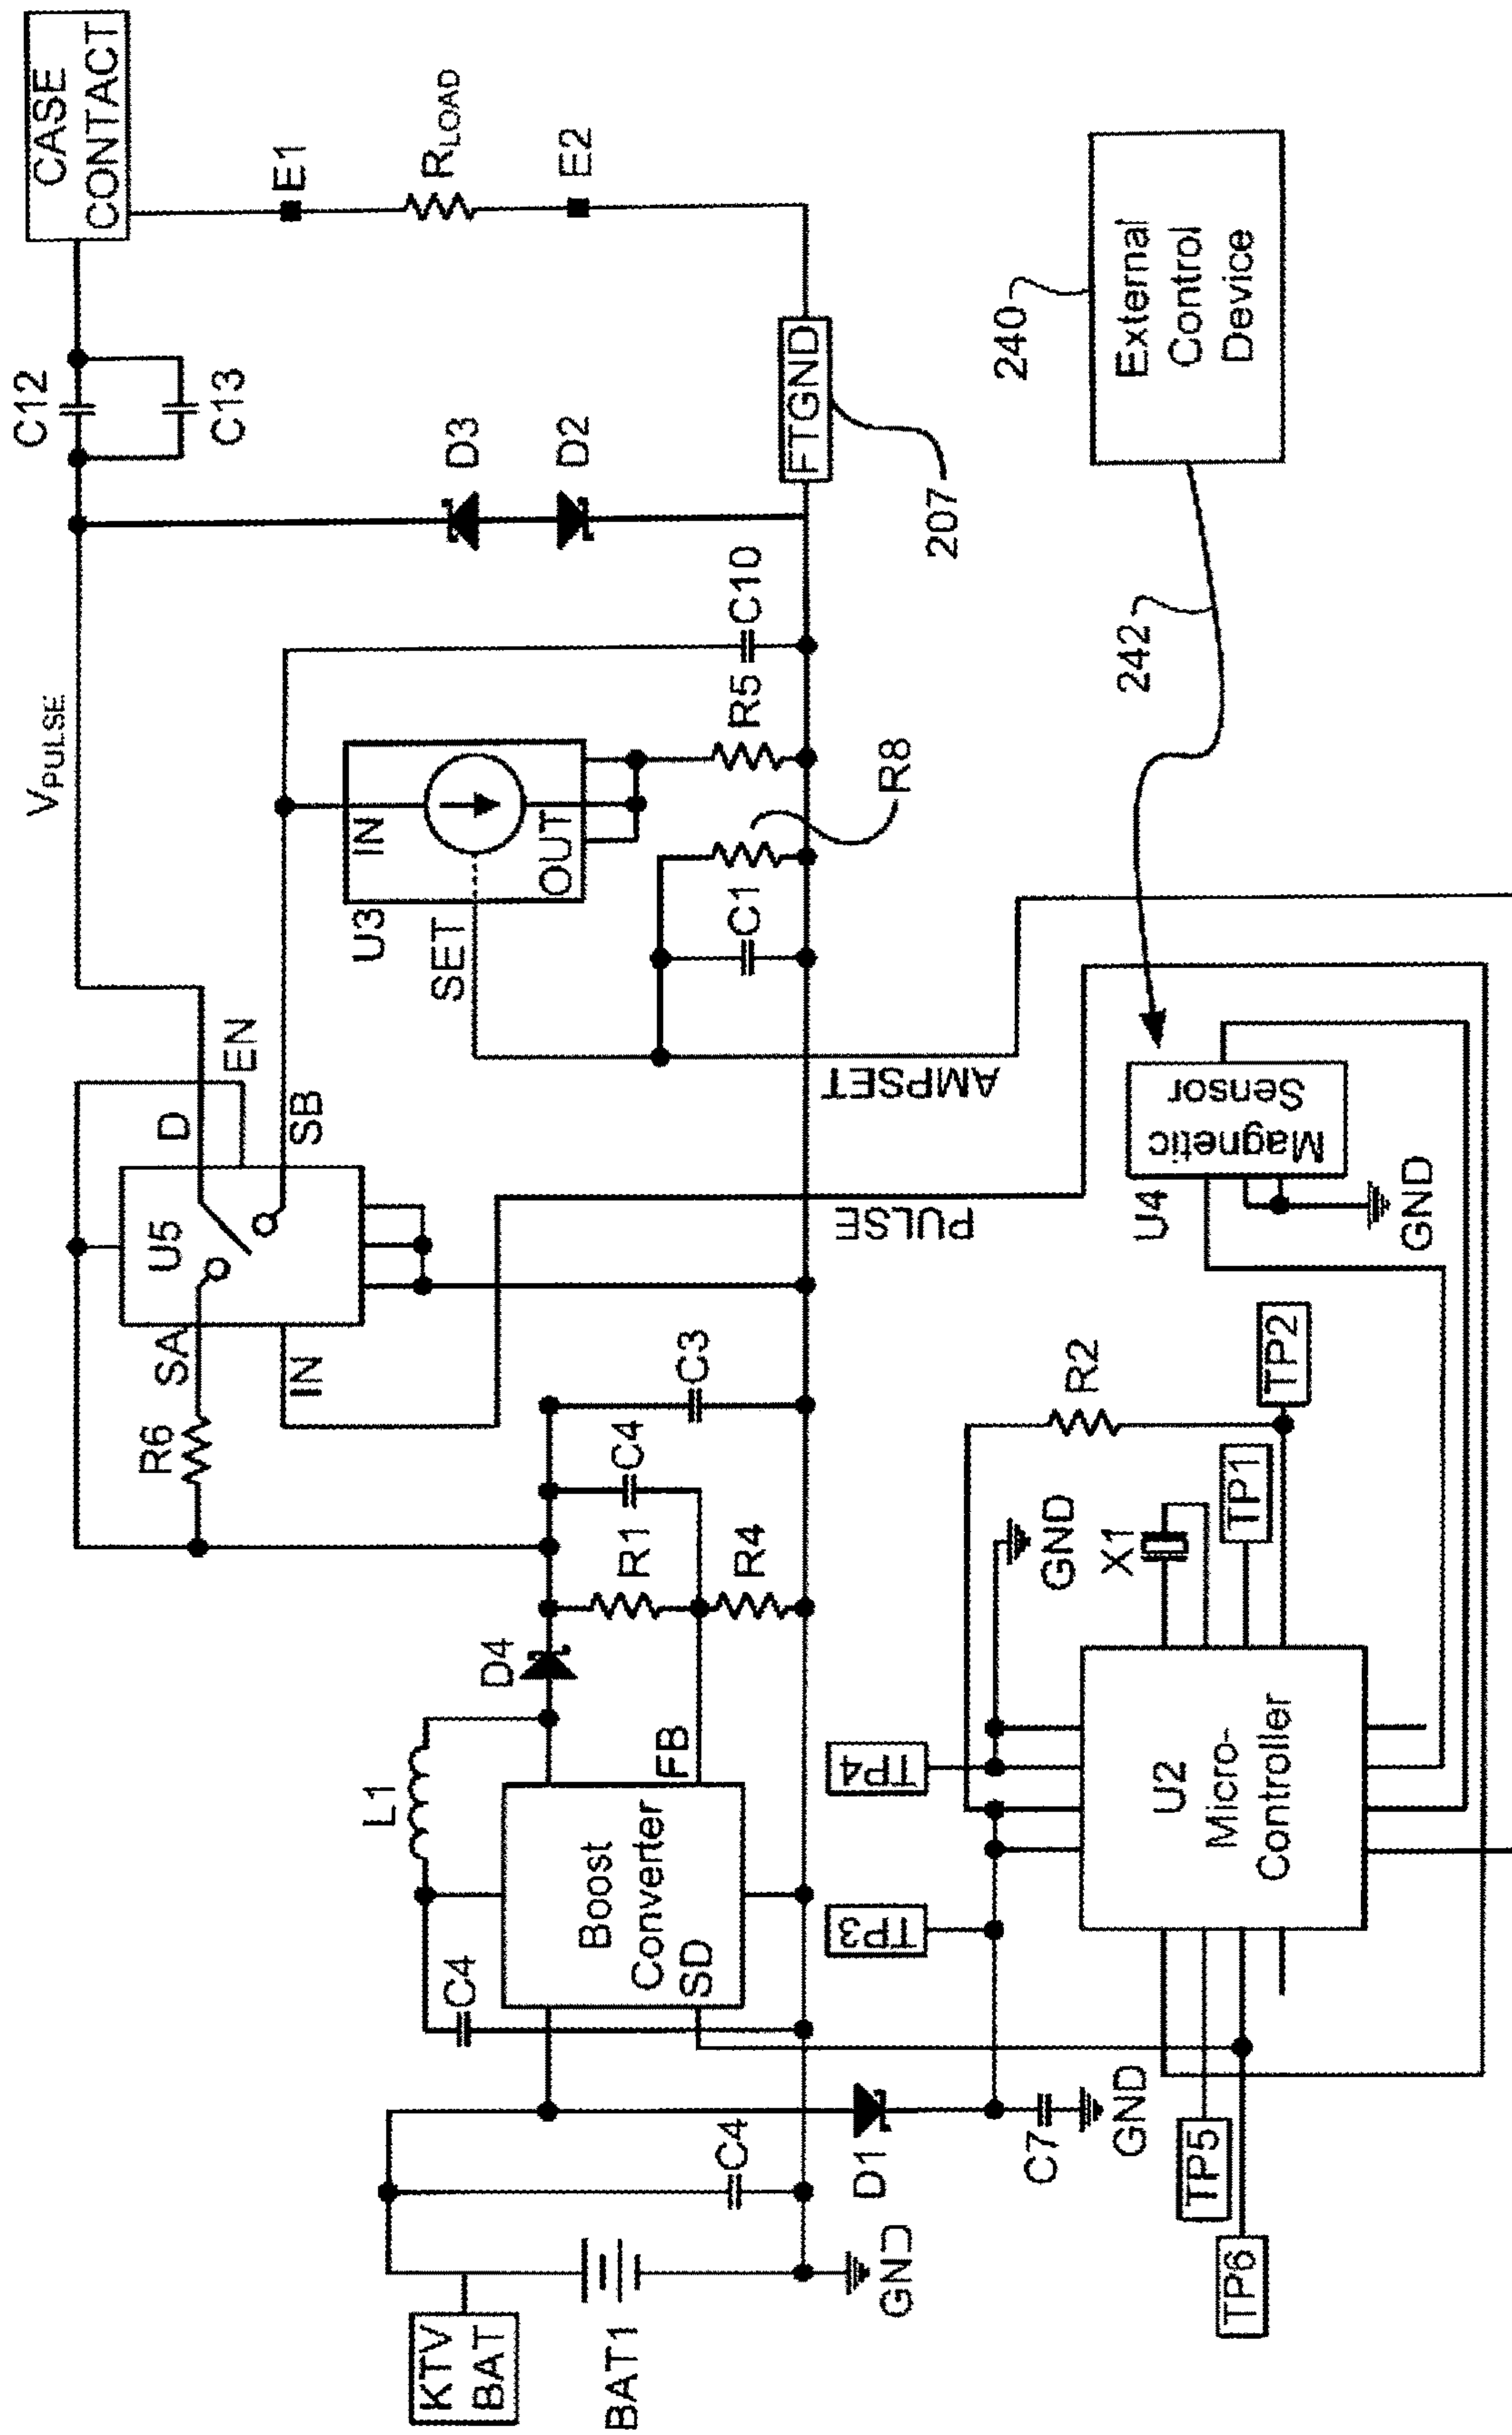 CASE
CONTACT
C12
C13
VPULSE
E1
RLOAD
E2
D3
D2
FTGND
207
C10
R5
R8
C1
U3
IN
OUT
SET
D
EN
SB
U5
SA
IN
R6
C3
C4
R1
R4
D4
L1
FB
Boost
Converter
SD
C4
C4
KTV
BAT
BAT1
GND
D1
C7
GND
AMPSET
PULSE
240
External
Control
Device
242
Magnetic
Sensor
U4
GND
R2
TP2
TP1
X1
GND
TP4
TP3
U2
Micro-
Controller
TP5
TP6